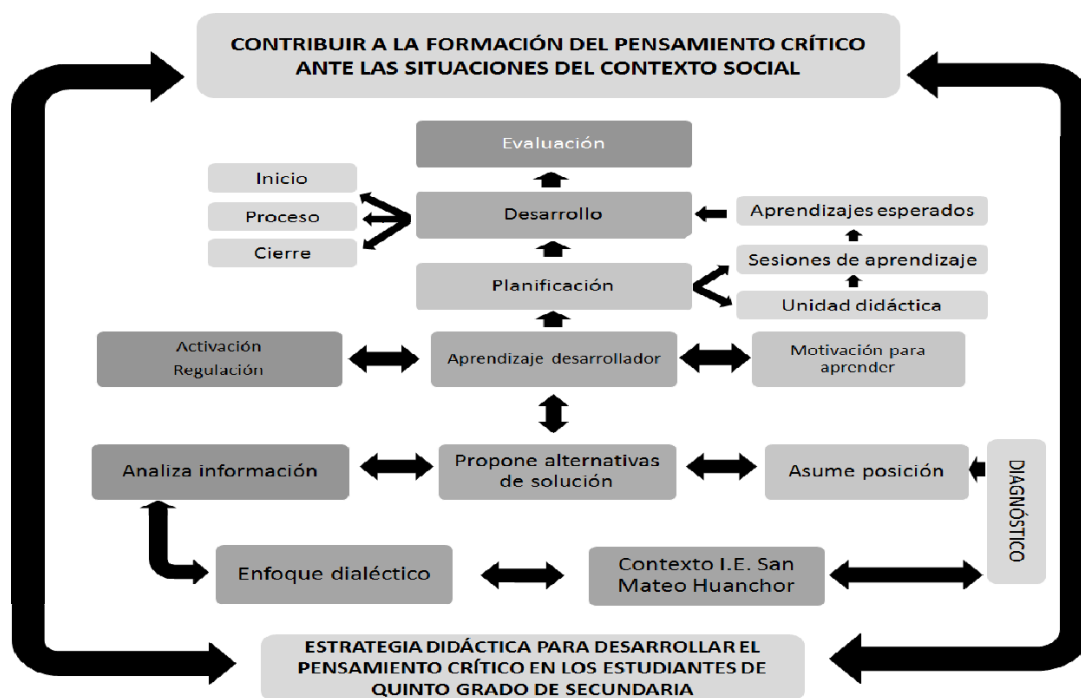 CONTRIBUIR A LA FORMACIÓN DEL PENSAMIENTO CRÍTICO
ANTE LAS SITUACIONES DEL CONTEXTO SOCIAL
Evaluación
Inicio
Proceso
Cierre
Desarrollo
Aprendizajes esperados
Sesiones de aprendizaje
Unidad didáctica
Planificación
Activación
Regulación
Aprendizaje desarrollador
Motivación para
aprender
Analiza información
Propone alternativas
de solución
Asume posición
DIAGNÓSTICO
Enfoque dialéctico
Contexto I.E. San
Mateo Huanchor
ESTRATEGIA DIDÁCTICA PARA DESARROLLAR EL
PENSAMIENTO CRÍTICO EN LOS ESTUDIANTES DE
QUINTO GRADO DE SECUNDARIA